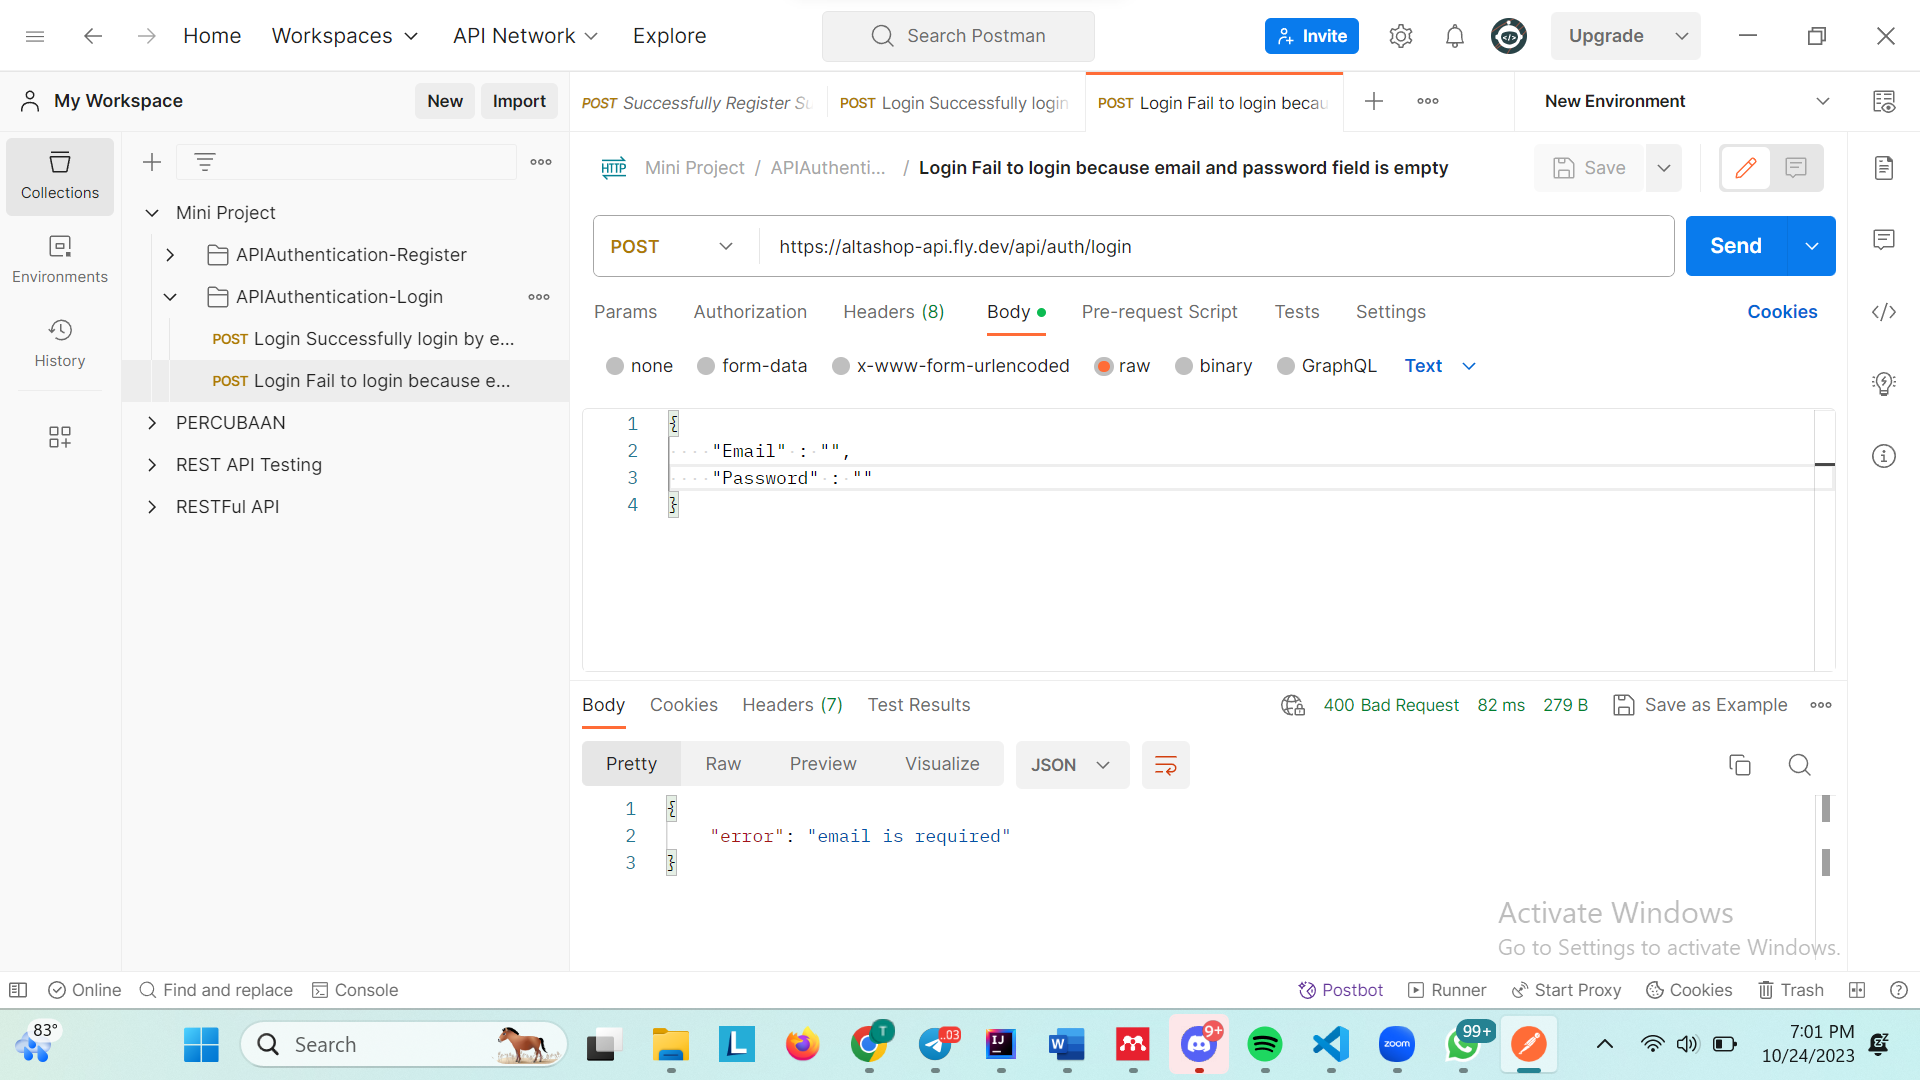 Home
Workspaces
API Network
Explore
Search Postman
Invite
Upgrade
My Workspace
New
Import
POST Successfully Register Su
POST Login Successfully login
POST Login Fail to login becau
New Environment
Collections
Environments
History
Mini Project
APIAuthentication-Register
APIAuthentication-Login
POST Login Successfully login by e...
POST Login Fail to login because e...
PERCUBAAN
REST API Testing
RESTFul API
HTTP
Mini Project / APIAuthenti... / Login Fail to login because email and password field is empty
Save
POST
https://altashop-api.fly.dev/api/auth/login
Send
Params
Authorization
Headers (8)
Body
Pre-request Script
Tests
Settings
Cookies
none
form-data
x-www-form-urlencoded
raw
binary
GraphQL
Text
1 {
2 "Email" : "",
3 "Password" : ""
4 }
Body
Cookies
Headers (7)
Test Results
400 Bad Request
82 ms
279 B
Save as Example
Pretty
Raw
Preview
Visualize
JSON
1 {
2 "error": "email is required"
3 }
Activate Windows
Go to Settings to activate Windows.
Online
Find and replace
Console
Postbot
Runner
Start Proxy
Cookies
Trash
83°
Search
L
T
..03
IJ
W
9+
zoom
99+
7:01 PM
10/24/2023